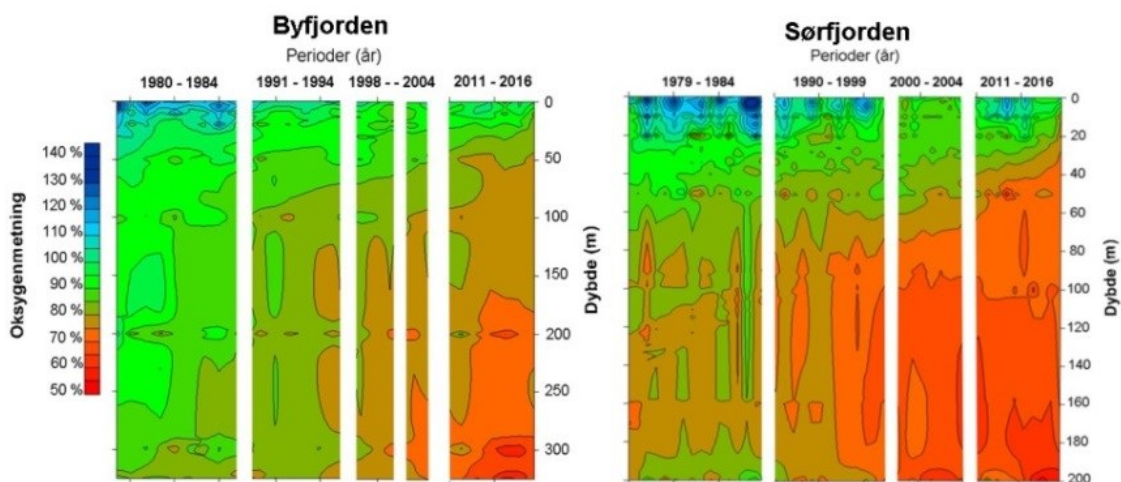 Byfjorden
Perioder (år)
1980 - 1984
1991 - 1994
1998 - - 2004
2011 - 2016
Oksygenmetning
140 %
130 %
120 %
110 %
100 %
90 %
80 %
70 %
60 %
50 %
0
50
100
150
200
250
300
Dybde (m)
Sørfjorden
Perioder (år)
1979 - 1984
1990 - 1999
2000 - 2004
2011 - 2016
0
20
40
60
80
100
120
140
160
180
200
Dybde (m)